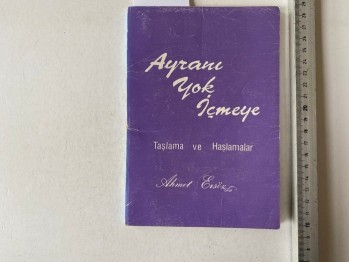 Ayranı
Yok
İçmeye
Taşlama ve Haşlamalar
Ahmet